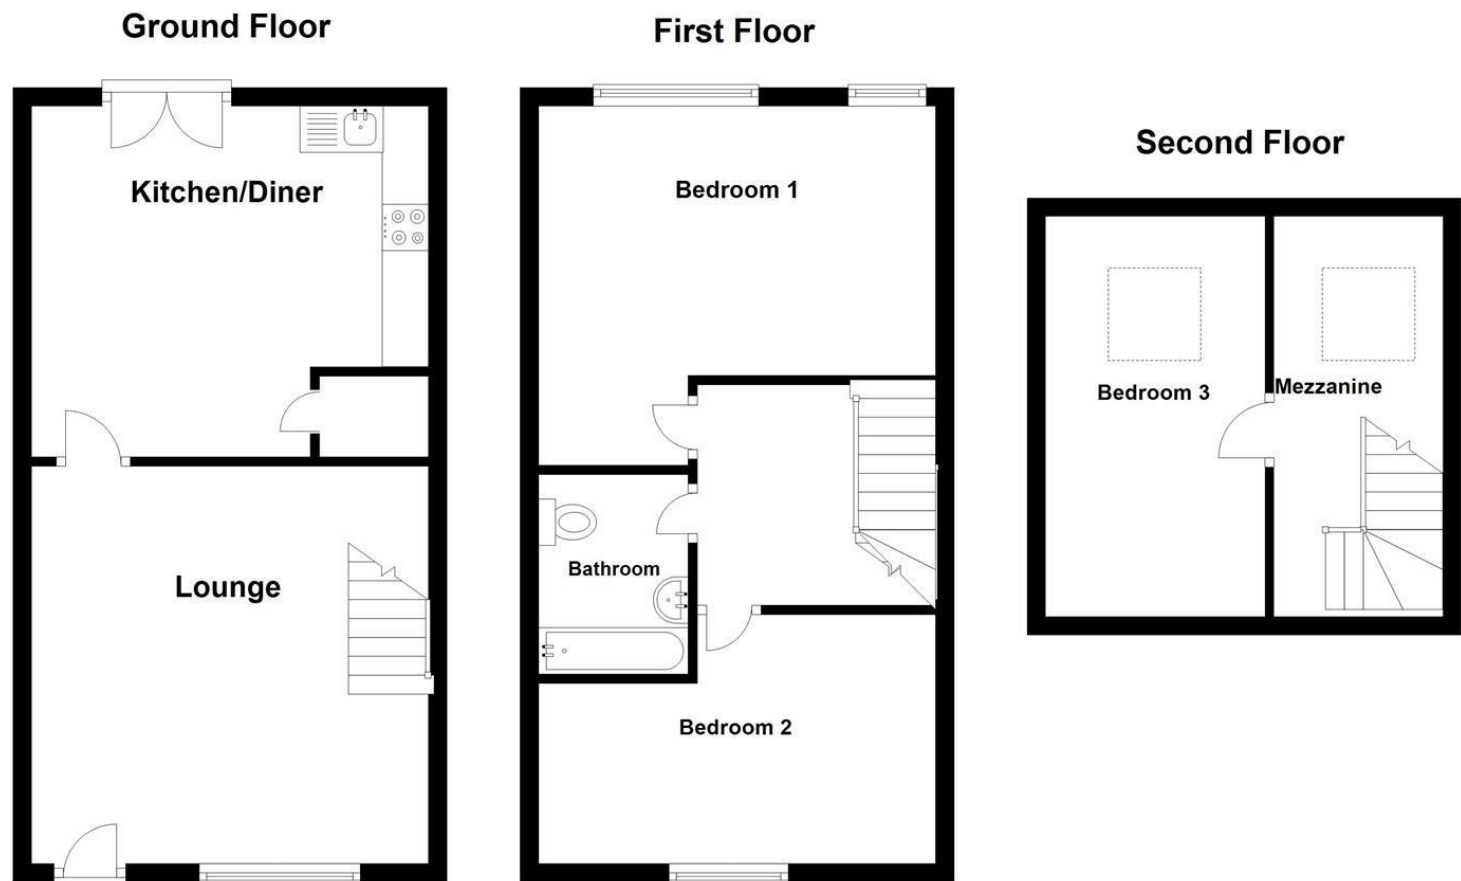 Ground Floor
Kitchen/Diner
Lounge
First Floor
Bedroom 1
Bathroom
Bedroom 2
Second Floor
Bedroom 3
Mezzanine